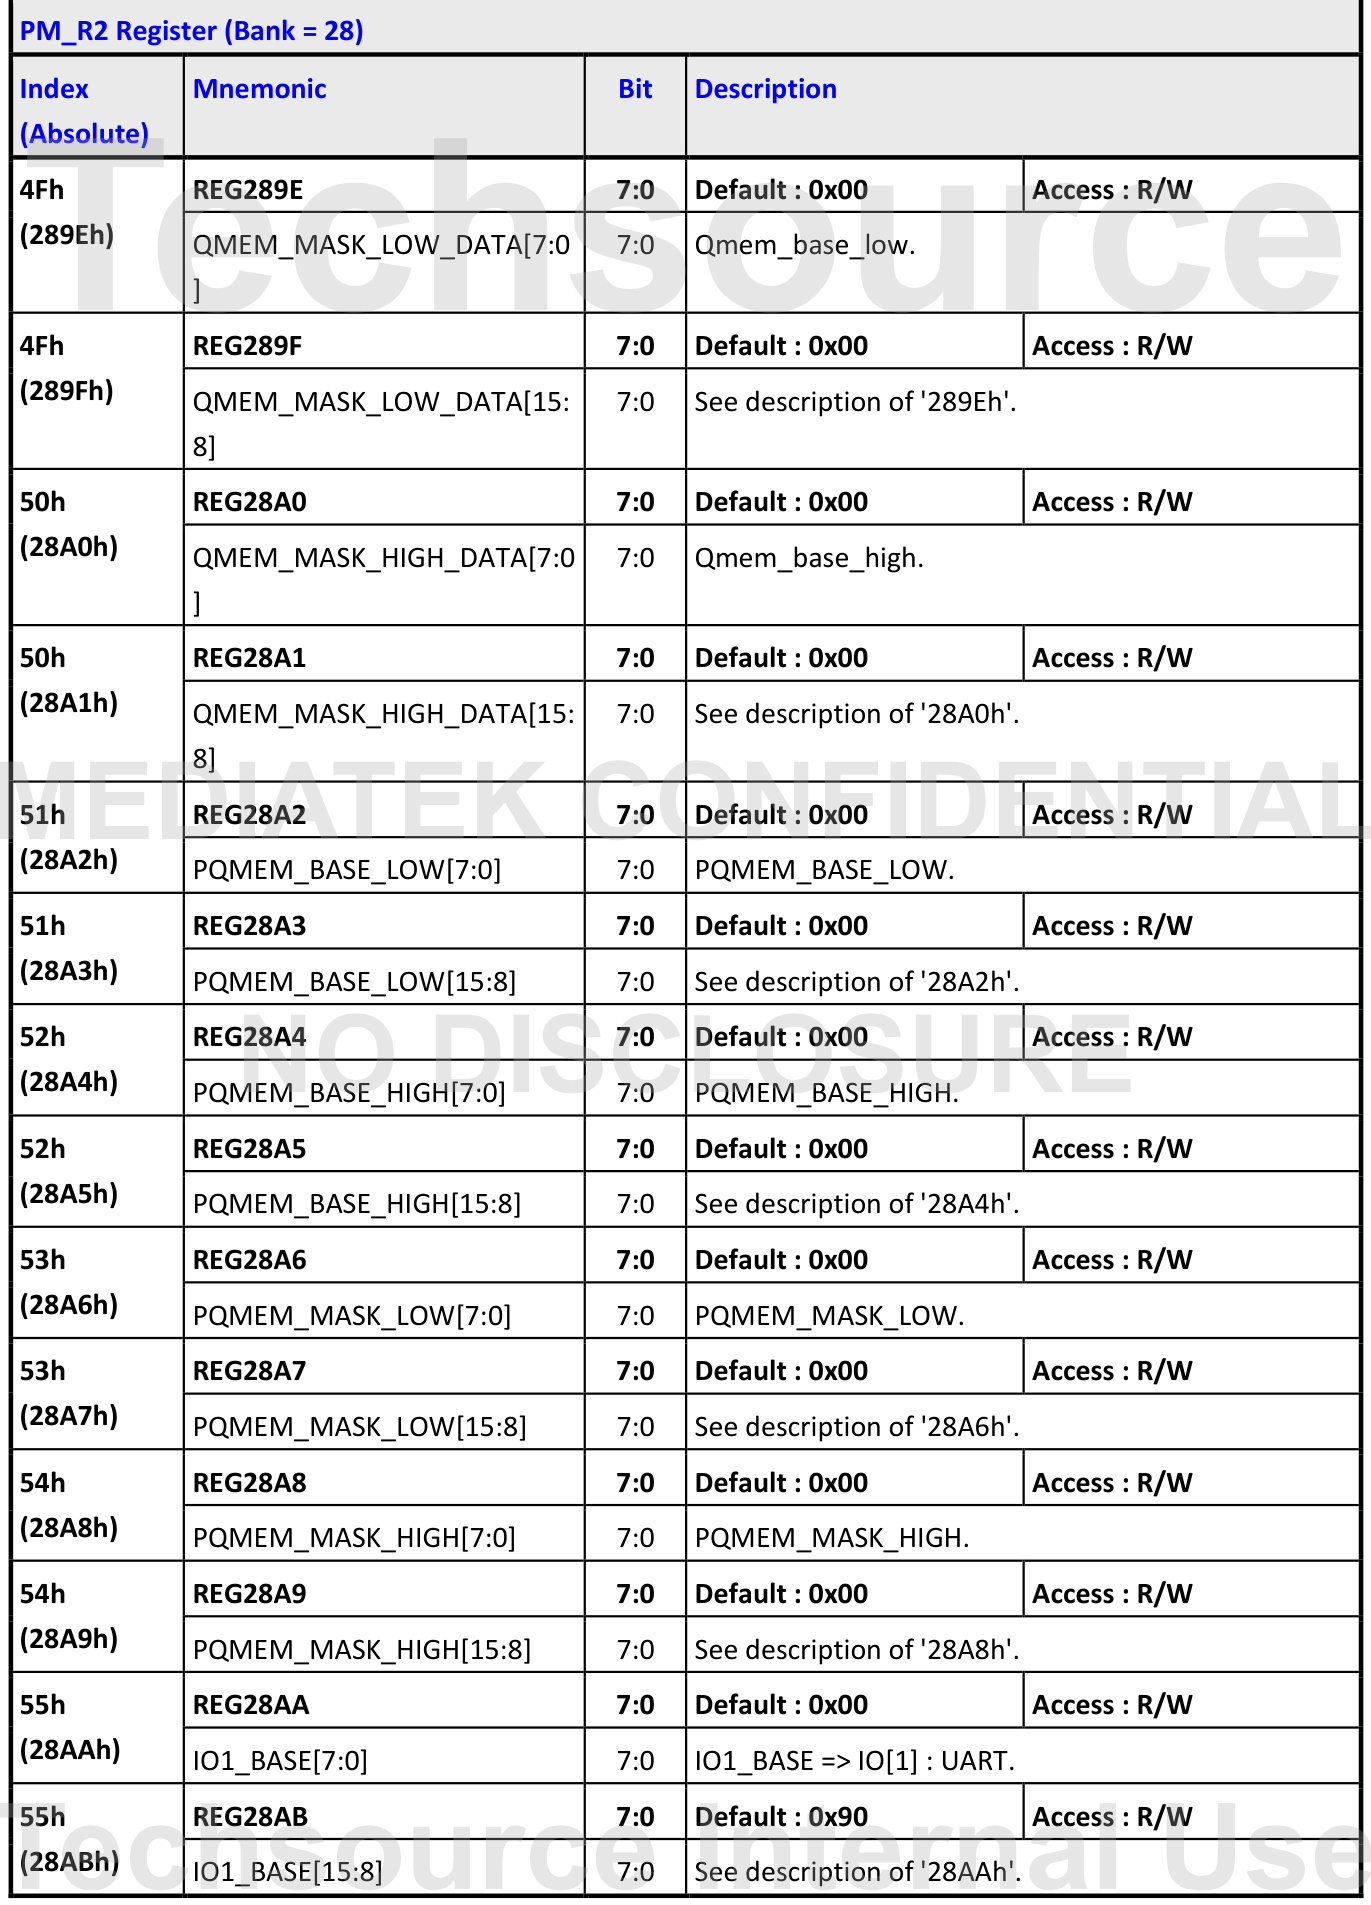 PM_R2 Register (Bank = 28)
Index
(Absolute)
Mnemonic
Bit
Description
4Fh
(289Eh)
REG289E
7:0
Default : 0x00
Access : R/W
QMEM_MASK_LOW_DATA[7:0
]
7:0
Qmem_base_low.
4Fh
(289Fh)
REG289F
7:0
Default : 0x00
Access : R/W
QMEM_MASK_LOW_DATA[15:
8]
7:0
See description of '289Eh'.
50h
(28A0h)
REG28A0
7:0
Default : 0x00
Access : R/W
QMEM_MASK_HIGH_DATA[7:0
]
7:0
Qmem_base_high.
50h
(28A1h)
REG28A1
7:0
Default : 0x00
Access : R/W
QMEM_MASK_HIGH_DATA[15:
8]
7:0
See description of '28A0h'.
51h
(28A2h)
REG28A2
7:0
Default : 0x00
Access : R/W
PQMEM_BASE_LOW[7:0]
7:0
PQMEM_BASE_LOW.
51h
(28A3h)
REG28A3
7:0
Default : 0x00
Access : R/W
PQMEM_BASE_LOW[15:8]
7:0
See description of '28A2h'.
52h
(28A4h)
REG28A4
7:0
Default : 0x00
Access : R/W
PQMEM_BASE_HIGH[7:0]
7:0
PQMEM_BASE_HIGH.
52h
(28A5h)
REG28A5
7:0
Default : 0x00
Access : R/W
PQMEM_BASE_HIGH[15:8]
7:0
See description of '28A4h'.
53h
(28A6h)
REG28A6
7:0
Default : 0x00
Access : R/W
PQMEM_MASK_LOW[7:0]
7:0
PQMEM_MASK_LOW.
53h
(28A7h)
REG28A7
7:0
Default : 0x00
Access : R/W
PQMEM_MASK_LOW[15:8]
7:0
See description of '28A6h'.
54h
(28A8h)
REG28A8
7:0
Default : 0x00
Access : R/W
PQMEM_MASK_HIGH[7:0]
7:0
PQMEM_MASK_HIGH.
54h
(28A9h)
REG28A9
7:0
Default : 0x00
Access : R/W
PQMEM_MASK_HIGH[15:8]
7:0
See description of '28A8h'.
55h
(28AAh)
REG28AA
7:0
Default : 0x00
Access : R/W
IO1_BASE[7:0]
7:0
IO1_BASE => IO[1] : UART.
55h
(28ABh)
REG28AB
7:0
Default : 0x90
Access : R/W
IO1_BASE[15:8]
7:0
See description of '28AAh'.
Techsource
MEDIATEK CONFIDENTIAL
NO DISCLOSURE
Techsource Internal Use